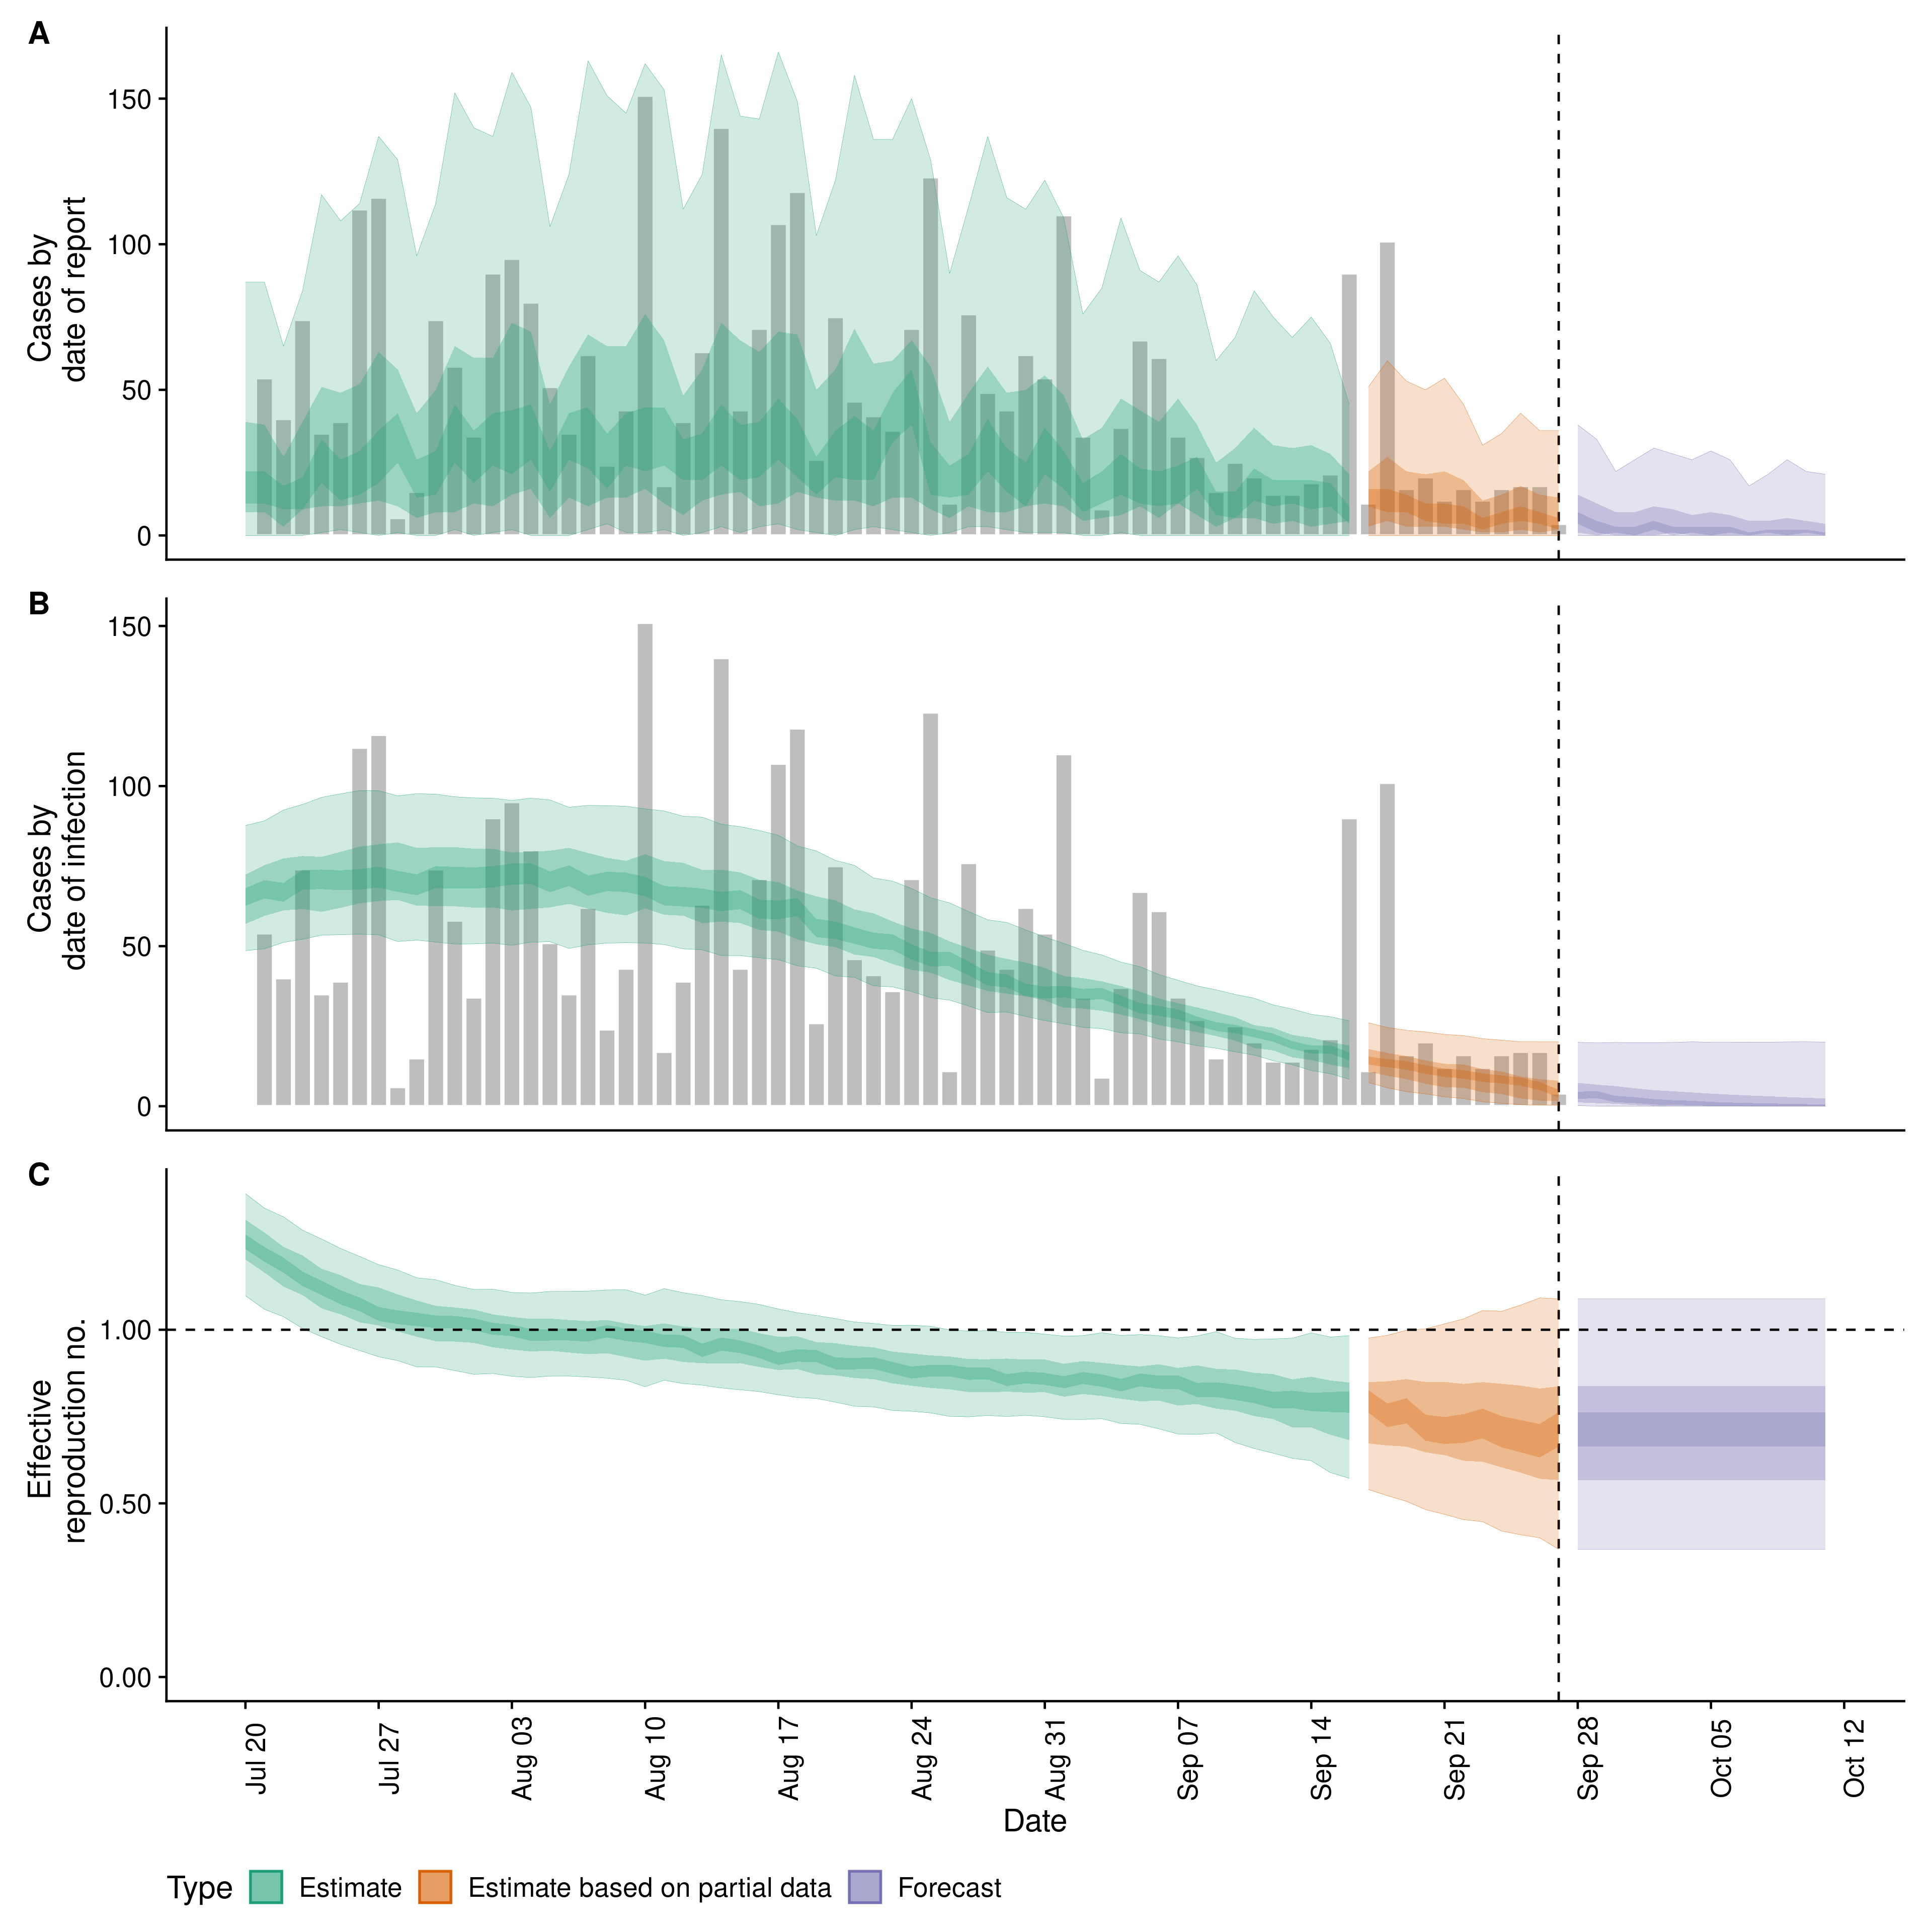 A
Cases by
date of report
150
100
50
0
B
Cases by
date of infection
150
100
50
0
C
Effective
reproduction no.
1.00
0.50
0.00
Jul 20
Jul 27
Aug 03
Aug 10
Aug 17
Aug 24
Aug 31
Sep 07
Sep 14
Sep 21
Sep 28
Oct 05
Oct 12
Date
Type Estimate Estimate based on partial data Forecast